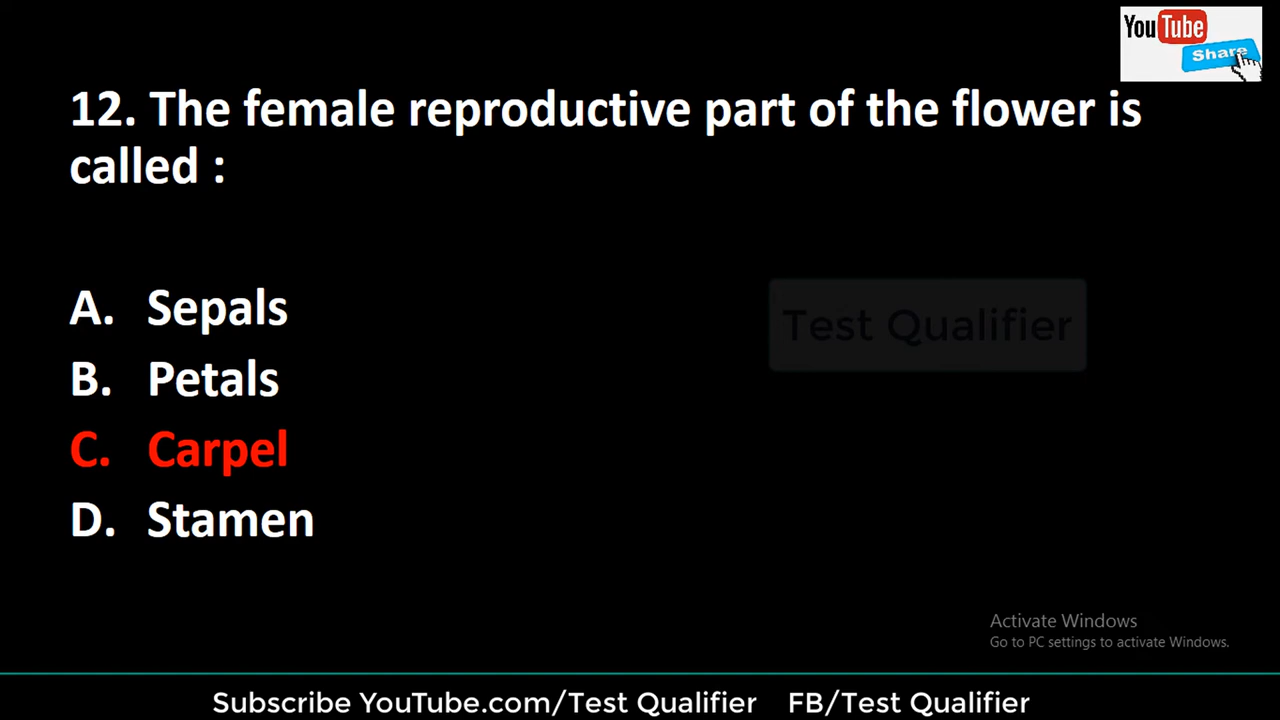 YouTube
Share
12. The female reproductive part of the flower is
called :
A. Sepals
B. Petals
Test Qualifier
C. Carpel
D. Stamen
Activate Windows
Go to PC settings to activate Windows.
Subscribe YouTube.com/Test Qualifier FB/Test Qualifier